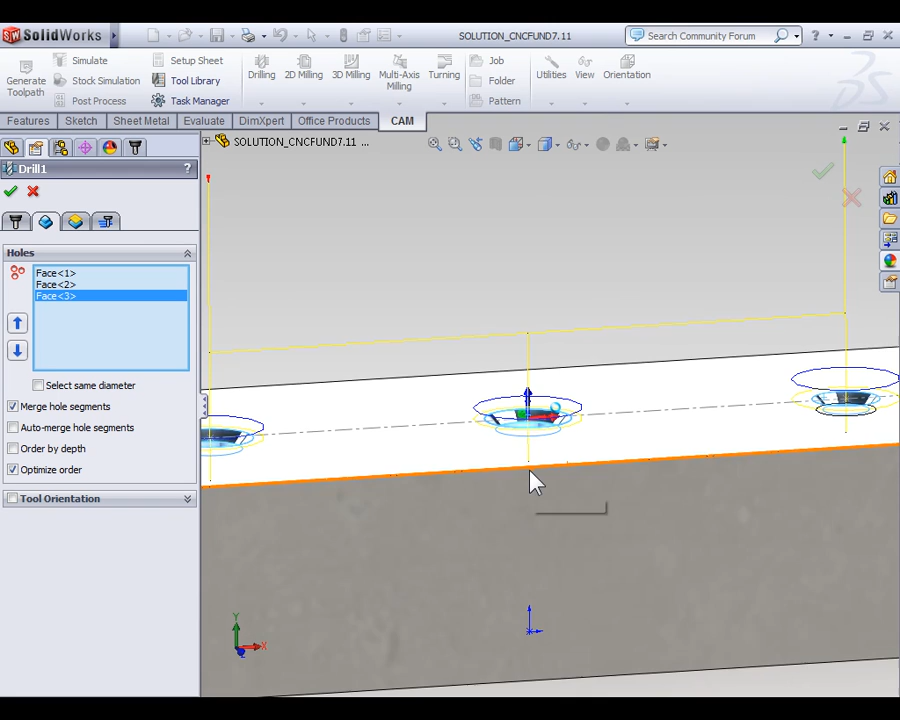 SolidWorks
SOLUTION_CNCFUND7.11
Search Community Forum
?
Generate Toolpath
Simulate
Stock Simulation
Post Process
Setup Sheet
Tool Library
Task Manager
Drilling
2D Milling
3D Milling
Multi-Axis Milling
Turning
Job
Folder
Pattern
Utilities
View
Orientation
Features
Sketch
Sheet Metal
Evaluate
DimXpert
Office Products
CAM
SOLUTION_CNCFUND7.11 ...
Drill1
?
Holes
Face<1>
Face<2>
Face<3>
Select same diameter
Merge hole segments
Auto-merge hole segments
Order by depth
Optimize order
Tool Orientation
Y
X